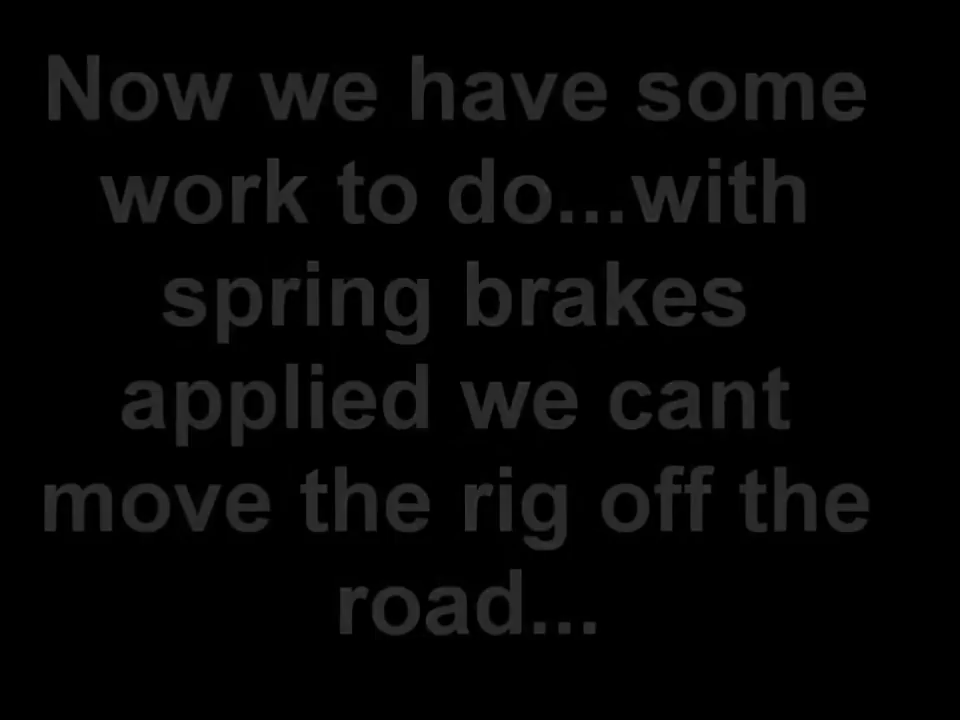 Now we have some
work to do...with
spring brakes
applied we cant
move the rig off the
road...